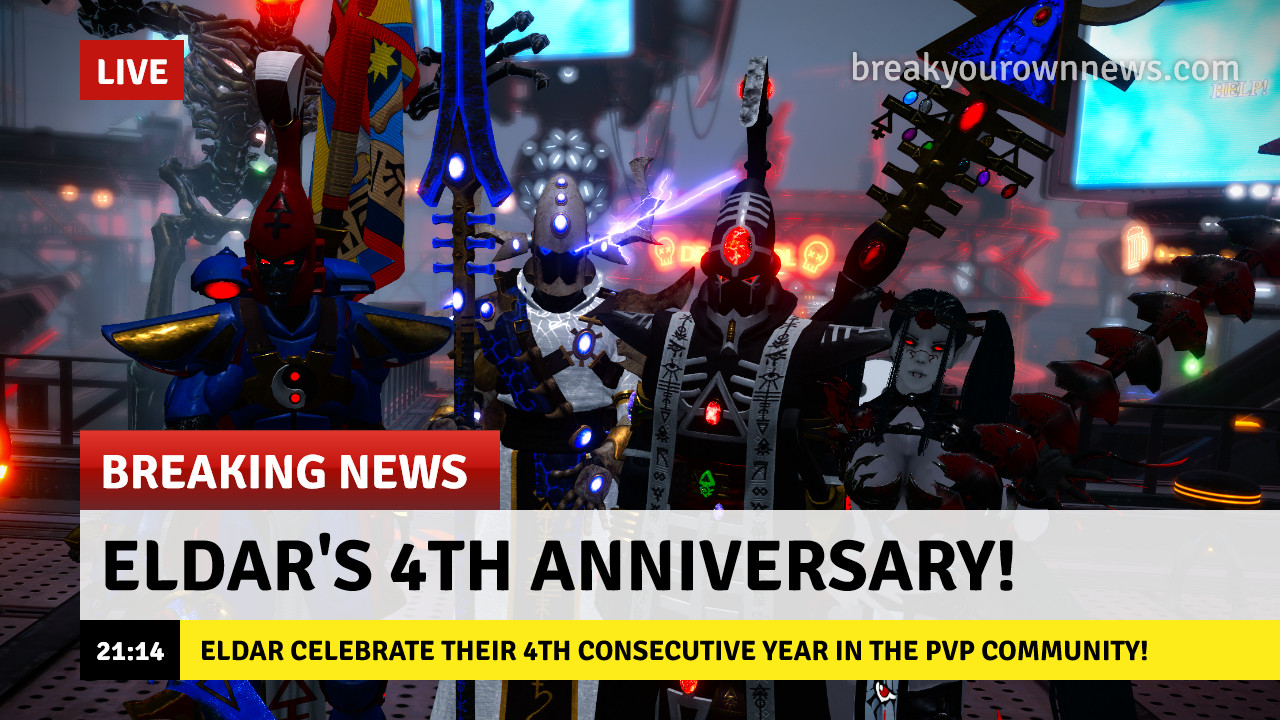 LIVE
breakyourownnews.com
HELP!
BREAKING NEWS
ELDAR'S 4TH ANNIVERSARY!
21:14
ELDAR CELEBRATE THEIR 4TH CONSECUTIVE YEAR IN THE PVP COMMUNITY!